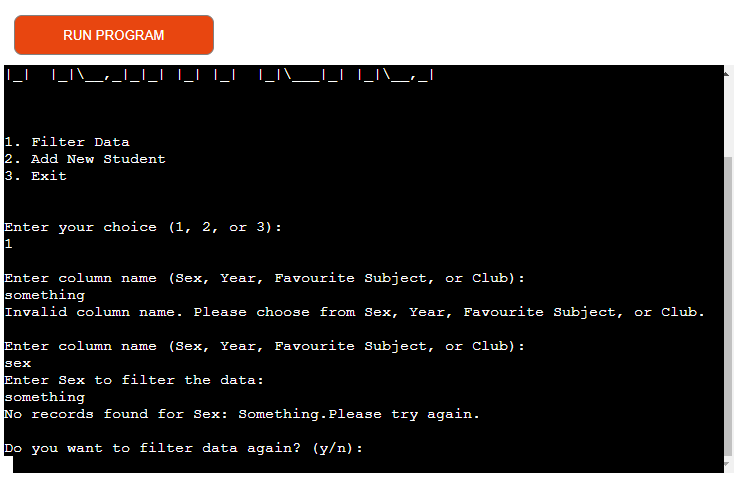 RUN PROGRAM
1. Filter Data
2. Add New Student
3. Exit
Enter your choice (1, 2, or 3):
1
Enter column name (Sex, Year, Favourite Subject, or Club):
something
Invalid column name. Please choose from Sex, Year, Favourite Subject, or Club.
Enter column name (Sex, Year, Favourite Subject, or Club):
sex
Enter Sex to filter the data:
something
No records found for Sex: Something.Please try again.
Do you want to filter data again? (y/n):